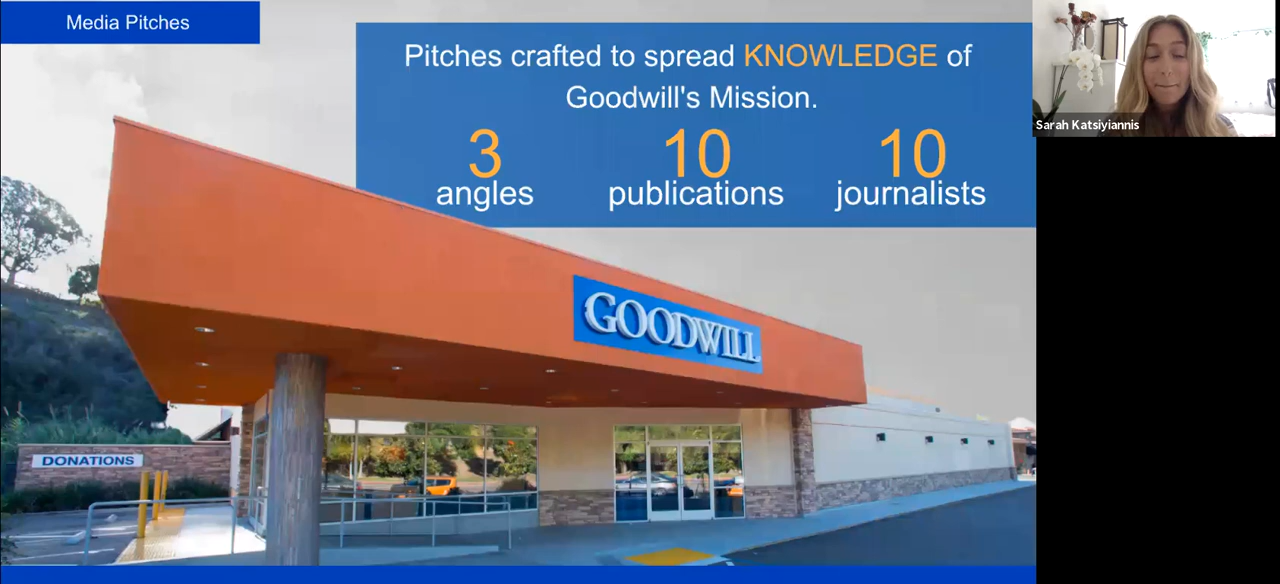 Media Pitches
Pitches crafted to spread KNOWLEDGE of
Goodwill's Mission.
3 10 10
angles publications journalists
Sarah Katsiyiannis
GOODWILL
DONATIONS